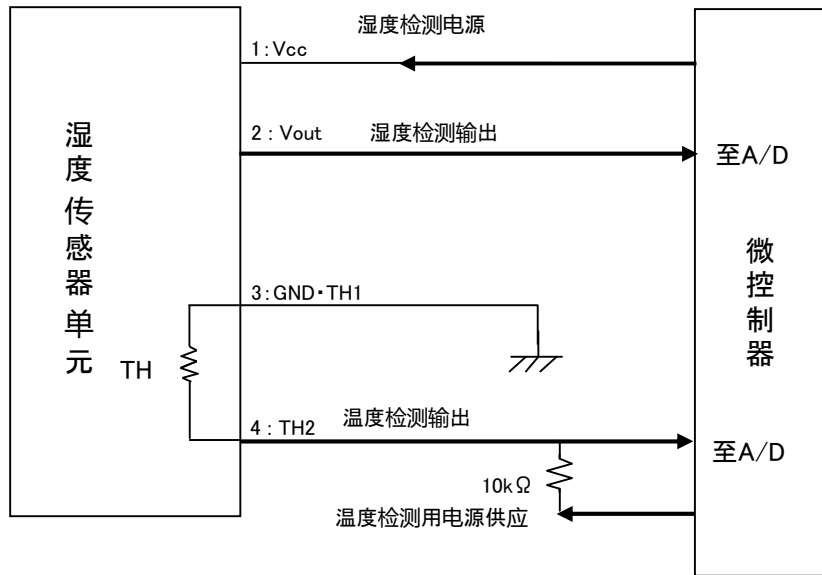 湿度检测电源
1:Vcc
2:Vout 湿度检测输出
至A/D
湿度传感器单元
微控制器
3:GND・TH1
TH
4:TH2 温度检测输出
至A/D
10kΩ
温度检测用电源供应